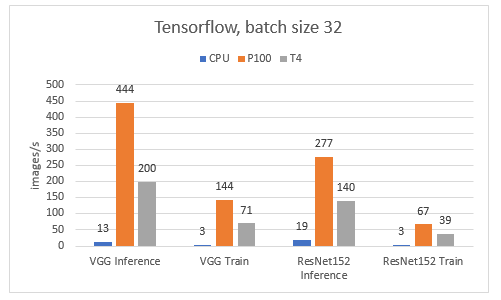 Tensorflow, batch size 32
CPU P100 T4
images/s
500
450
400
350
300
250
200
150
100
50
0
13 444 200
3 144 71
19 277 140
3 67 39
VGG Inference
VGG Train
ResNet152
Inference
ResNet152 Train